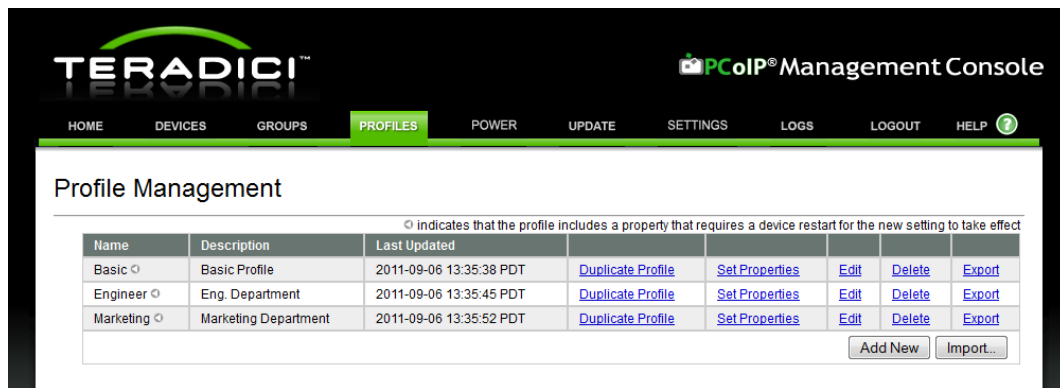 TERADICI™
PCoIP® Management Console
HOME DEVICES GROUPS PROFILES POWER UPDATE SETTINGS LOGS LOGOUT HELP ?
Profile Management
indicates that the profile includes a property that requires a device restart for the new setting to take effect
Name Description Last Updated
Basic Basic Profile 2011-09-06 13:35:38 PDT Duplicate Profile Set Properties Edit Delete Export
Engineer Eng. Department 2011-09-06 13:35:45 PDT Duplicate Profile Set Properties Edit Delete Export
Marketing Marketing Department 2011-09-06 13:35:52 PDT Duplicate Profile Set Properties Edit Delete Export
Add New Import...